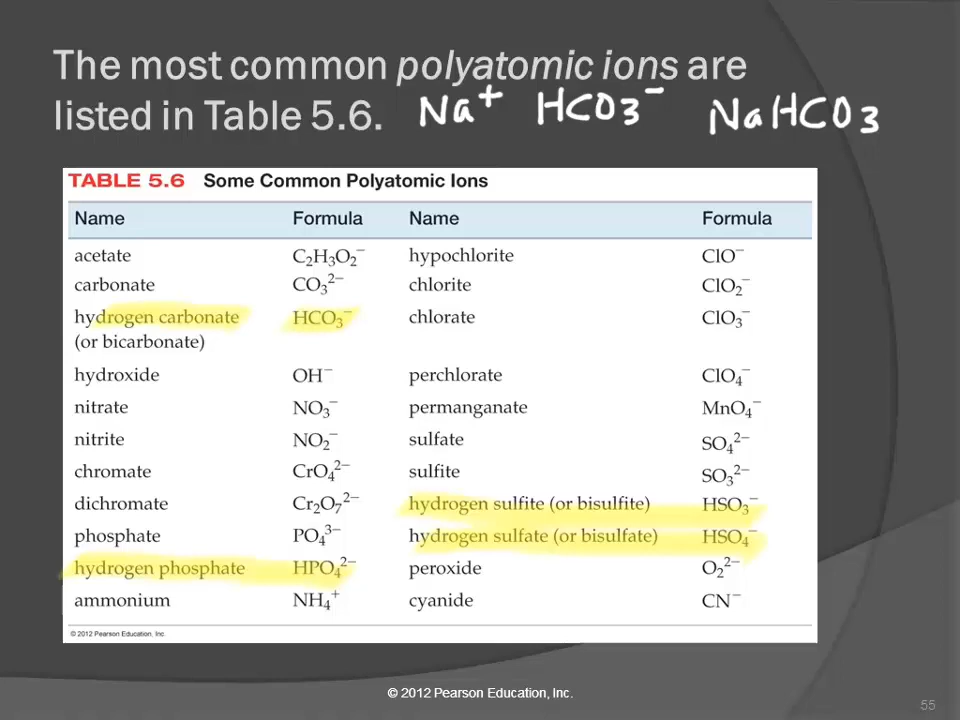 The most common polyatomic ions are
listed in Table 5.6. Na⁺ HCO3⁻ NaHCO3
TABLE 5.6 Some Common Polyatomic Ions
Name Formula Name Formula
acetate C₂H₃O₂⁻ hypochlorite ClO⁻
carbonate CO₃²⁻ chlorite ClO₂⁻
hydrogen carbonate HCO₃⁻ chlorate ClO₃⁻
(or bicarbonate)
hydroxide OH⁻ perchlorate ClO₄⁻
nitrate NO₃⁻ permanganate MnO₄⁻
nitrite NO₂⁻ sulfate SO₄²⁻
chromate CrO₄²⁻ sulfite SO₃²⁻
dichromate Cr₂O₇²⁻ hydrogen sulfite (or bisulfite) HSO₃⁻
phosphate PO₄³⁻ hydrogen sulfate (or bisulfate) HSO₄⁻
hydrogen phosphate HPO₄²⁻ peroxide O₂²⁻
ammonium NH₄⁺ cyanide CN⁻
© 2012 Pearson Education, Inc.
© 2012 Pearson Education, Inc.
55